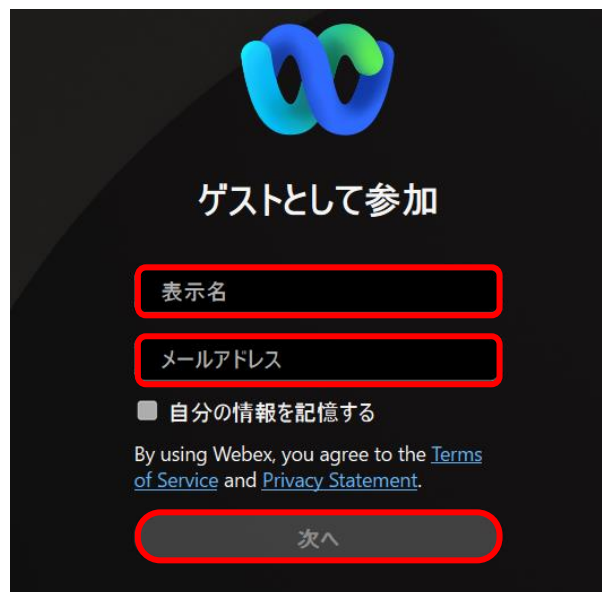 ゲストとして参加
表示名
メールアドレス
自分の情報を記憶する
By using Webex, you agree to the Terms
of Service and Privacy Statement.
次へ